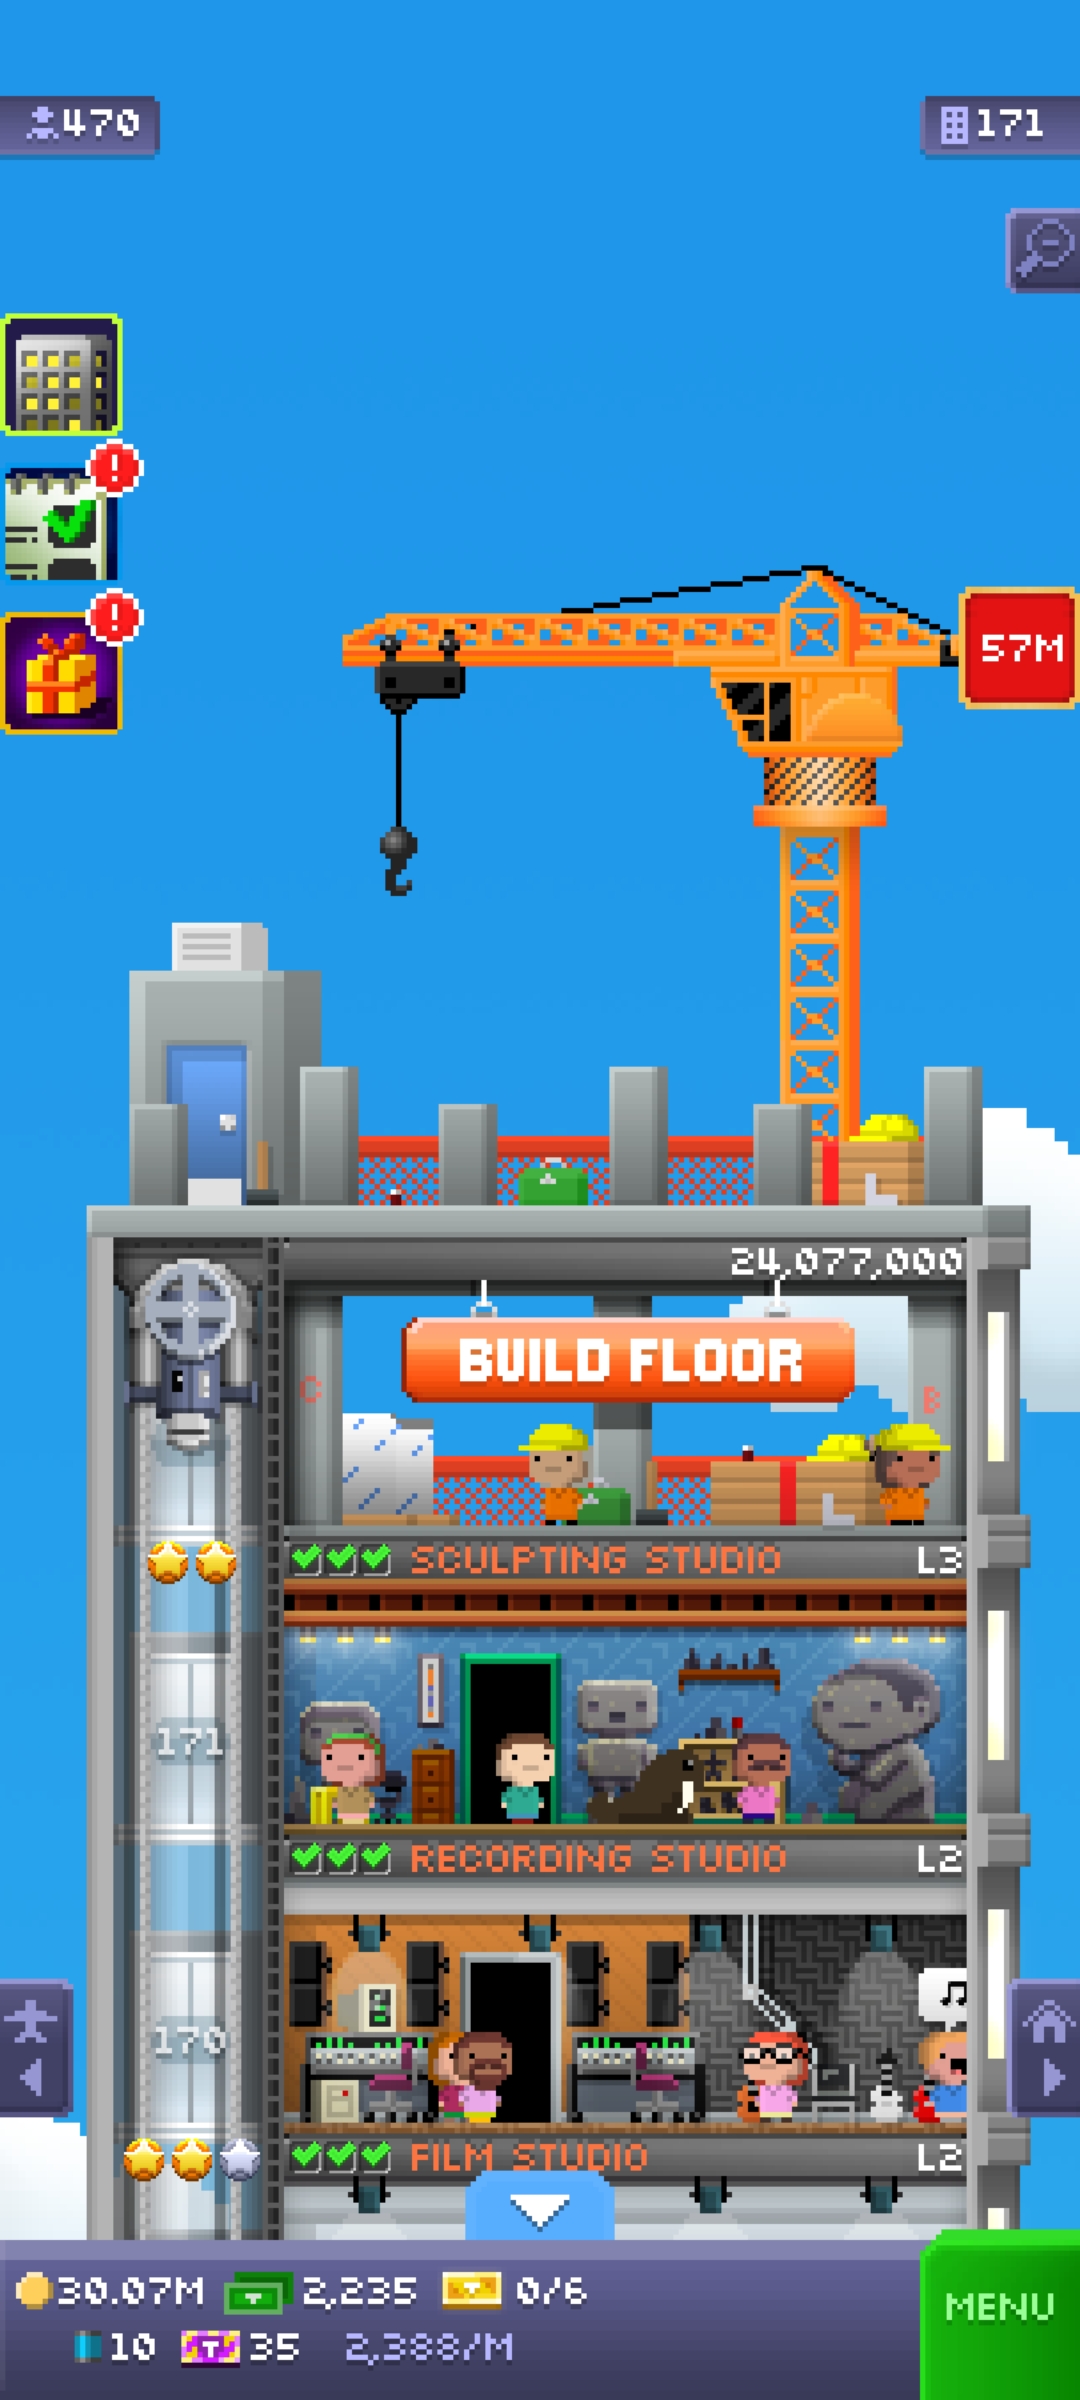 470
171
57M
24,077,000
BUILD FLOOR
C
B
SCULPTING STUDIO L3
171
RECORDING STUDIO L2
170
FILM STUDIO L2
30.07M 2,235 0/6
MENU
10 T 35 2,388/M